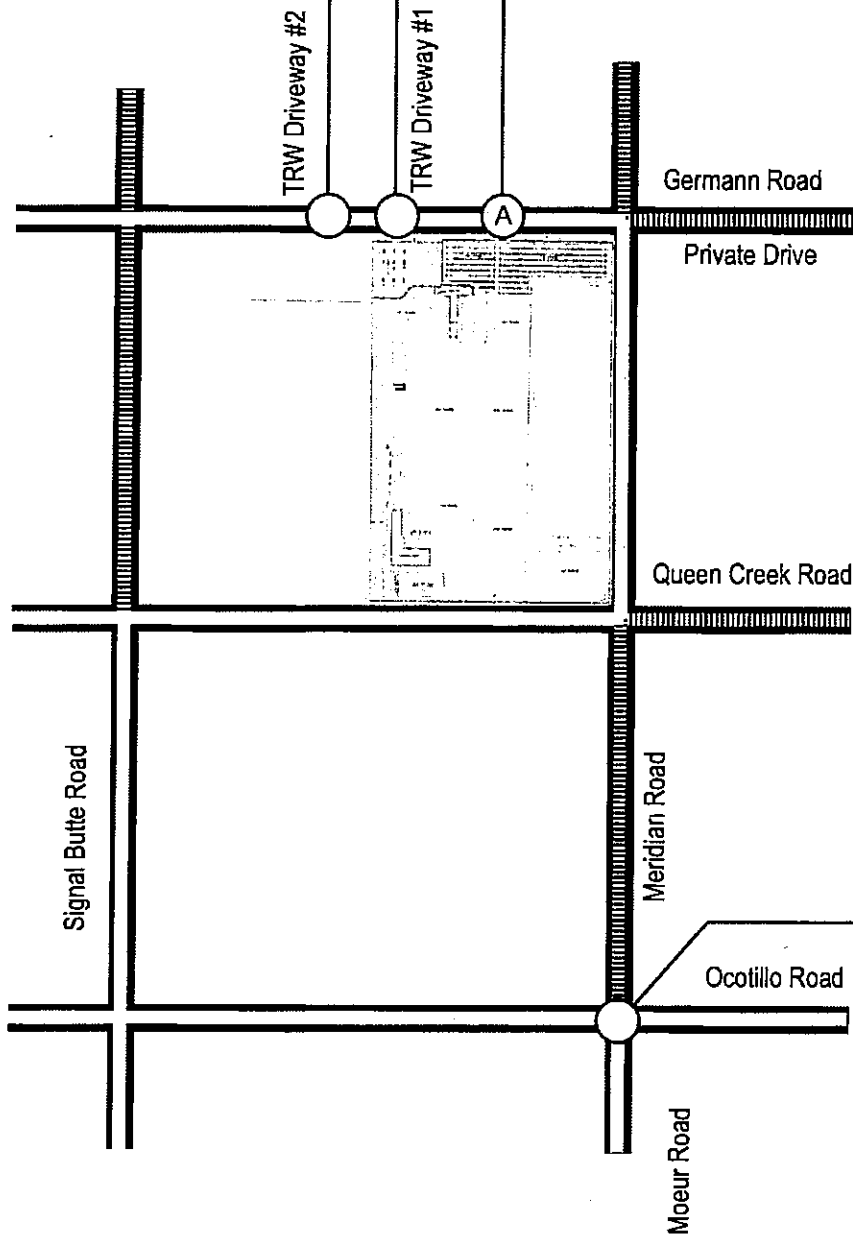 TRW Driveway #2
TRW Driveway #1
A
Germann Road
Private Drive
Queen Creek Road
Signal Butte Road
Meridian Road
Ocotillo Road
Moeur Road